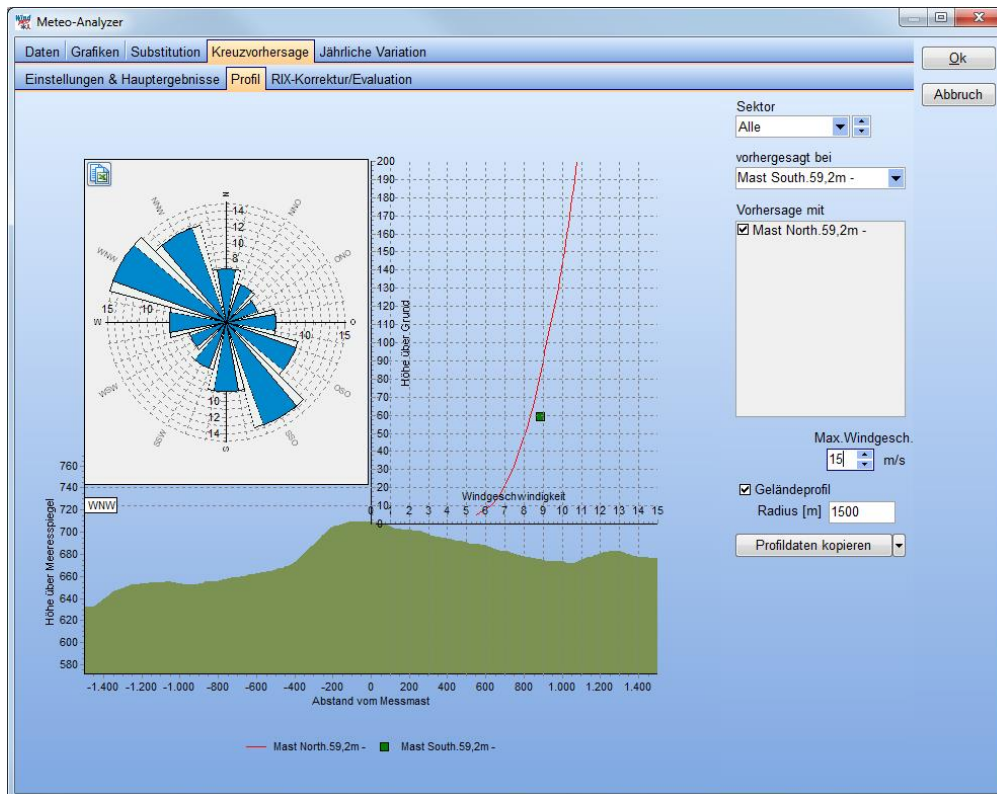 Meteo-Analyzer
Daten Grafiken Substitution Kreuzvorhersage Jährliche Variation
Einstellungen & Hauptergebnisse Profil RIX-Korrektur/Evaluation
Ok
Abbruch
Sektor
Alle
vorhergesagt bei
Mast South.59,2m -
Vorhersage mit
Mast North.59,2m -
Max.Windgesch.
15 m/s
Geländeprofil
Radius [m] 1500
Profildaten kopieren
N
NNO
ONO
O
OSO
SSO
S
SSW
WSW
W
WNW
NNW
14
12
10
8
15 10
10 15
10
12
14
Höhe über Grund
200
190
180
170
160
150
140
130
120
110
100
90
80
70
60
50
40
30
20
10
0
Windgeschwindigkeit
0 1 2 3 4 5 6 7 8 9 10 11 12 13 14 15
WNW
Höhe über Meeresspiegel
760
740
720
700
680
660
640
620
600
580
-1.400 -1.200 -1.000 -800 -600 -400 -200 0 200 400 600 800 1.000 1.200 1.400
Abstand vom Messmast
Mast North.59,2m - Mast South.59,2m -